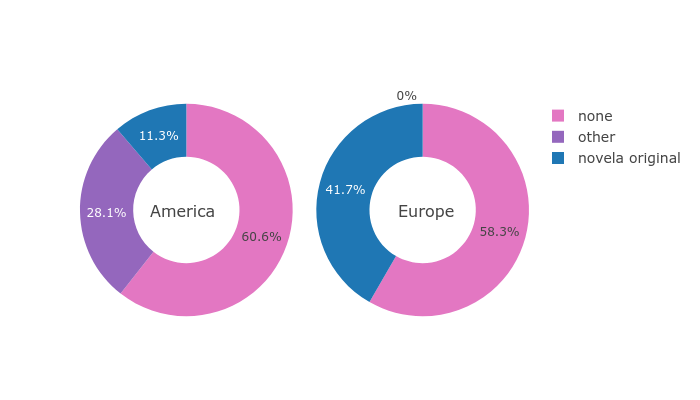 0%
11.3%
28.1%
America
60.6%
41.7%
Europe
58.3%
none
other
novela original